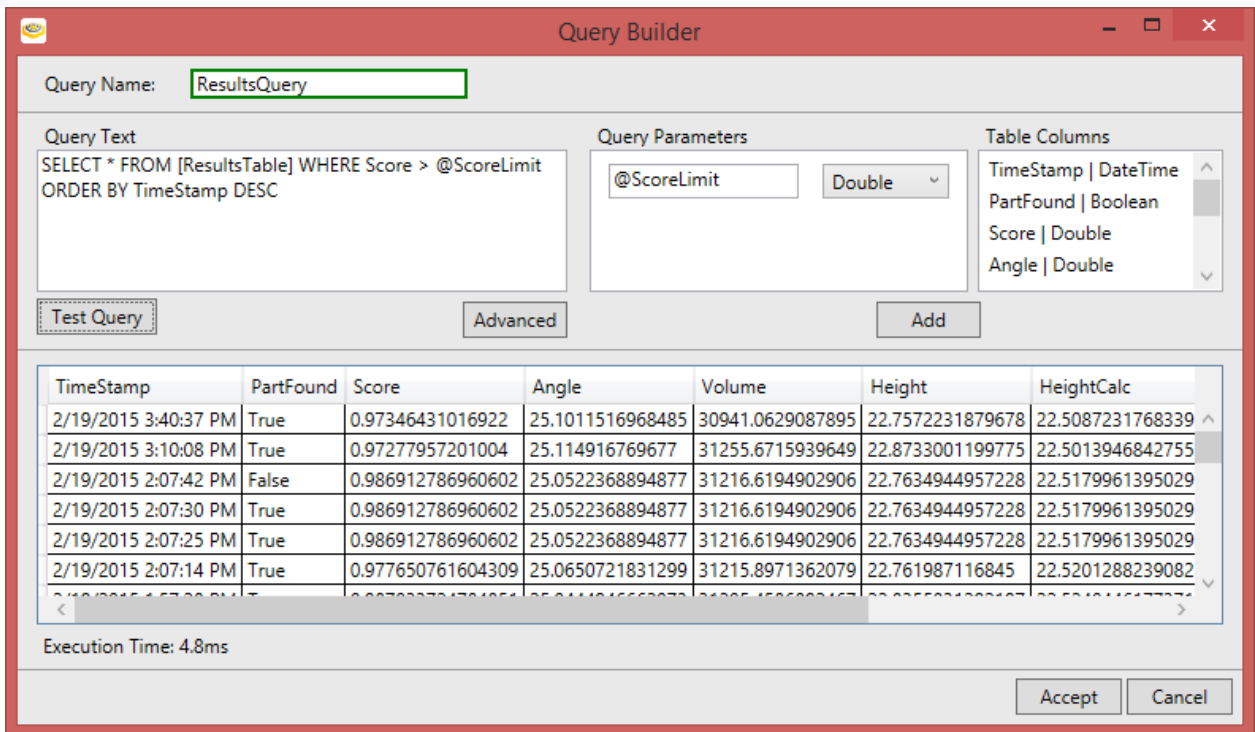 Query Builder
Query Name: ResultsQuery
Query Text Query Parameters Table Columns
SELECT * FROM [ResultsTable] WHERE Score > @ScoreLimit
ORDER BY TimeStamp DESC
@ScoreLimit Double
TimeStamp | DateTime
PartFound | Boolean
Score | Double
Angle | Double
Test Query Advanced Add
TimeStamp PartFound Score Angle Volume Height HeightCalc
2/19/2015 3:40:37 PM True 0.97346431016922 25.1011516968485 30941.0629087895 22.7572231879678 22.5087231768339
2/19/2015 3:10:08 PM True 0.97277957201004 25.114916769677 31255.6715939649 22.8733001199775 22.5013946842755
2/19/2015 2:07:42 PM False 0.986912786960602 25.0522368894877 31216.6194902906 22.7634944957228 22.5179961395029
2/19/2015 2:07:30 PM True 0.986912786960602 25.0522368894877 31216.6194902906 22.7634944957228 22.5179961395029
2/19/2015 2:07:25 PM True 0.986912786960602 25.0522368894877 31216.6194902906 22.7634944957228 22.5179961395029
2/19/2015 2:07:14 PM True 0.977650761604309 25.0650721831299 31215.8971362079 22.761987116845 22.5201288239082
Execution Time: 4.8ms
Accept Cancel